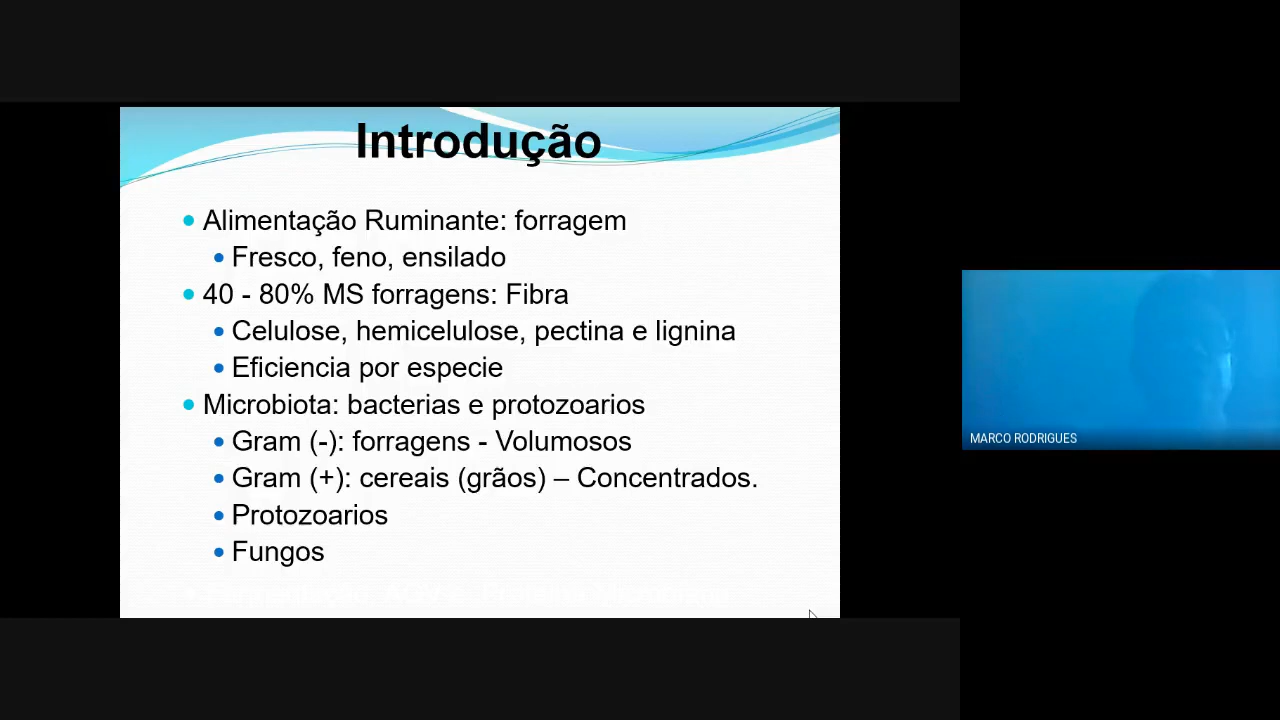 Introdução
Alimentação Ruminante: forragem
Fresco, feno, ensilado
40 - 80% MS forragens: Fibra
Celulose, hemicelulose, pectina e lignina
Eficiencia por especie
Microbiota: bacterias e protozoarios
Gram (-): forragens - Volumosos
Gram (+): cereais (grãos) – Concentrados.
Protozoarios
Fungos
MARCO RODRIGUES